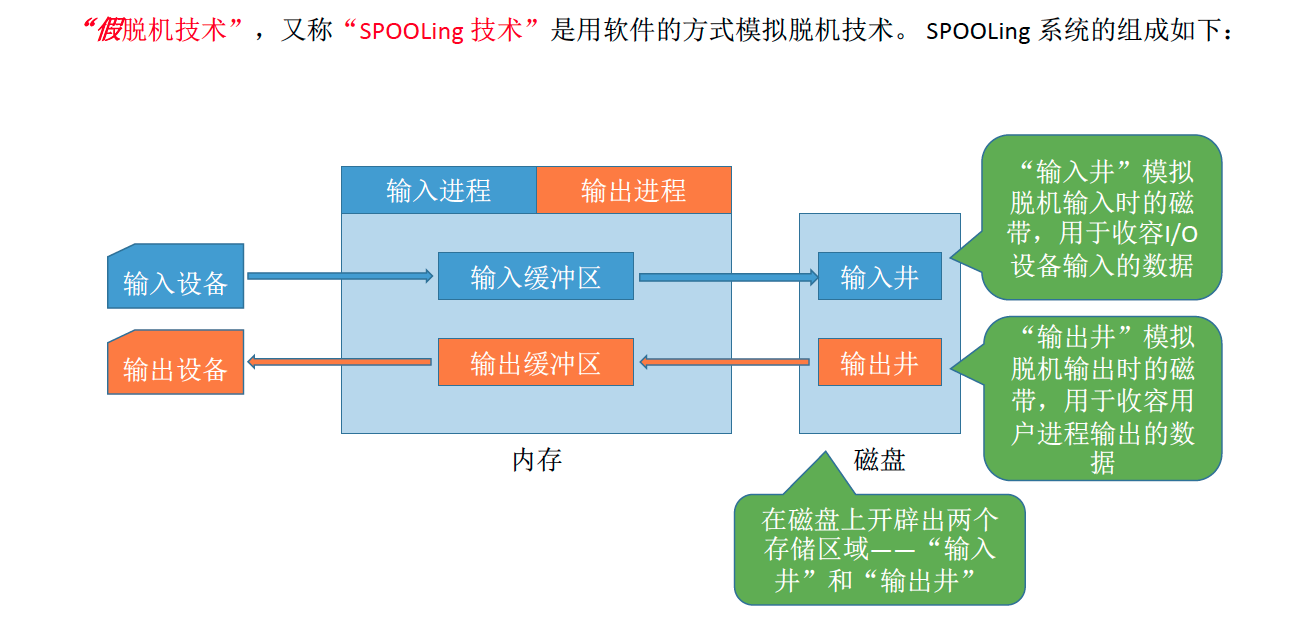 “假脱机技术”，又称“SPOOLing 技术”是用软件的方式模拟脱机技术。 SPOOLing 系统的组成如下：
输入进程
输出进程
输入设备
输入缓冲区
输入井
输出设备
输出缓冲区
输出井
内存
磁盘
“输入井”模拟
脱机输入时的磁
带，用于收容I/O
设备输入的数据
“输出井”模拟
脱机输出时的磁
带，用于收容用
户进程输出的数
据
在磁盘上开辟出两个
存储区域——“输入
井”和“输出井”